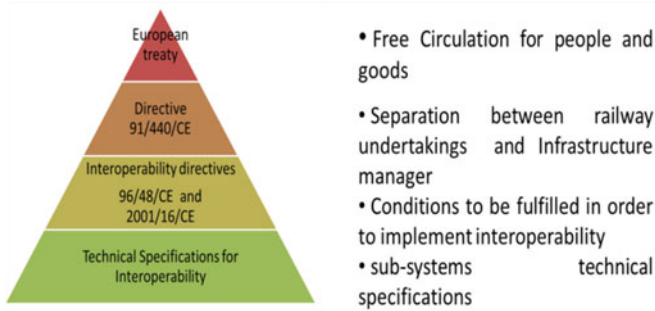 European
treaty
Directive
91/440/CE
Interoperability directives
96/48/CE and
2001/16/CE
Technical Specifications for
Interoperability
• Free Circulation for people and
goods
• Separation between railway
undertakings and Infrastructure
manager
• Conditions to be fulfilled in order
to implement interoperability
• sub-systems technical
specifications